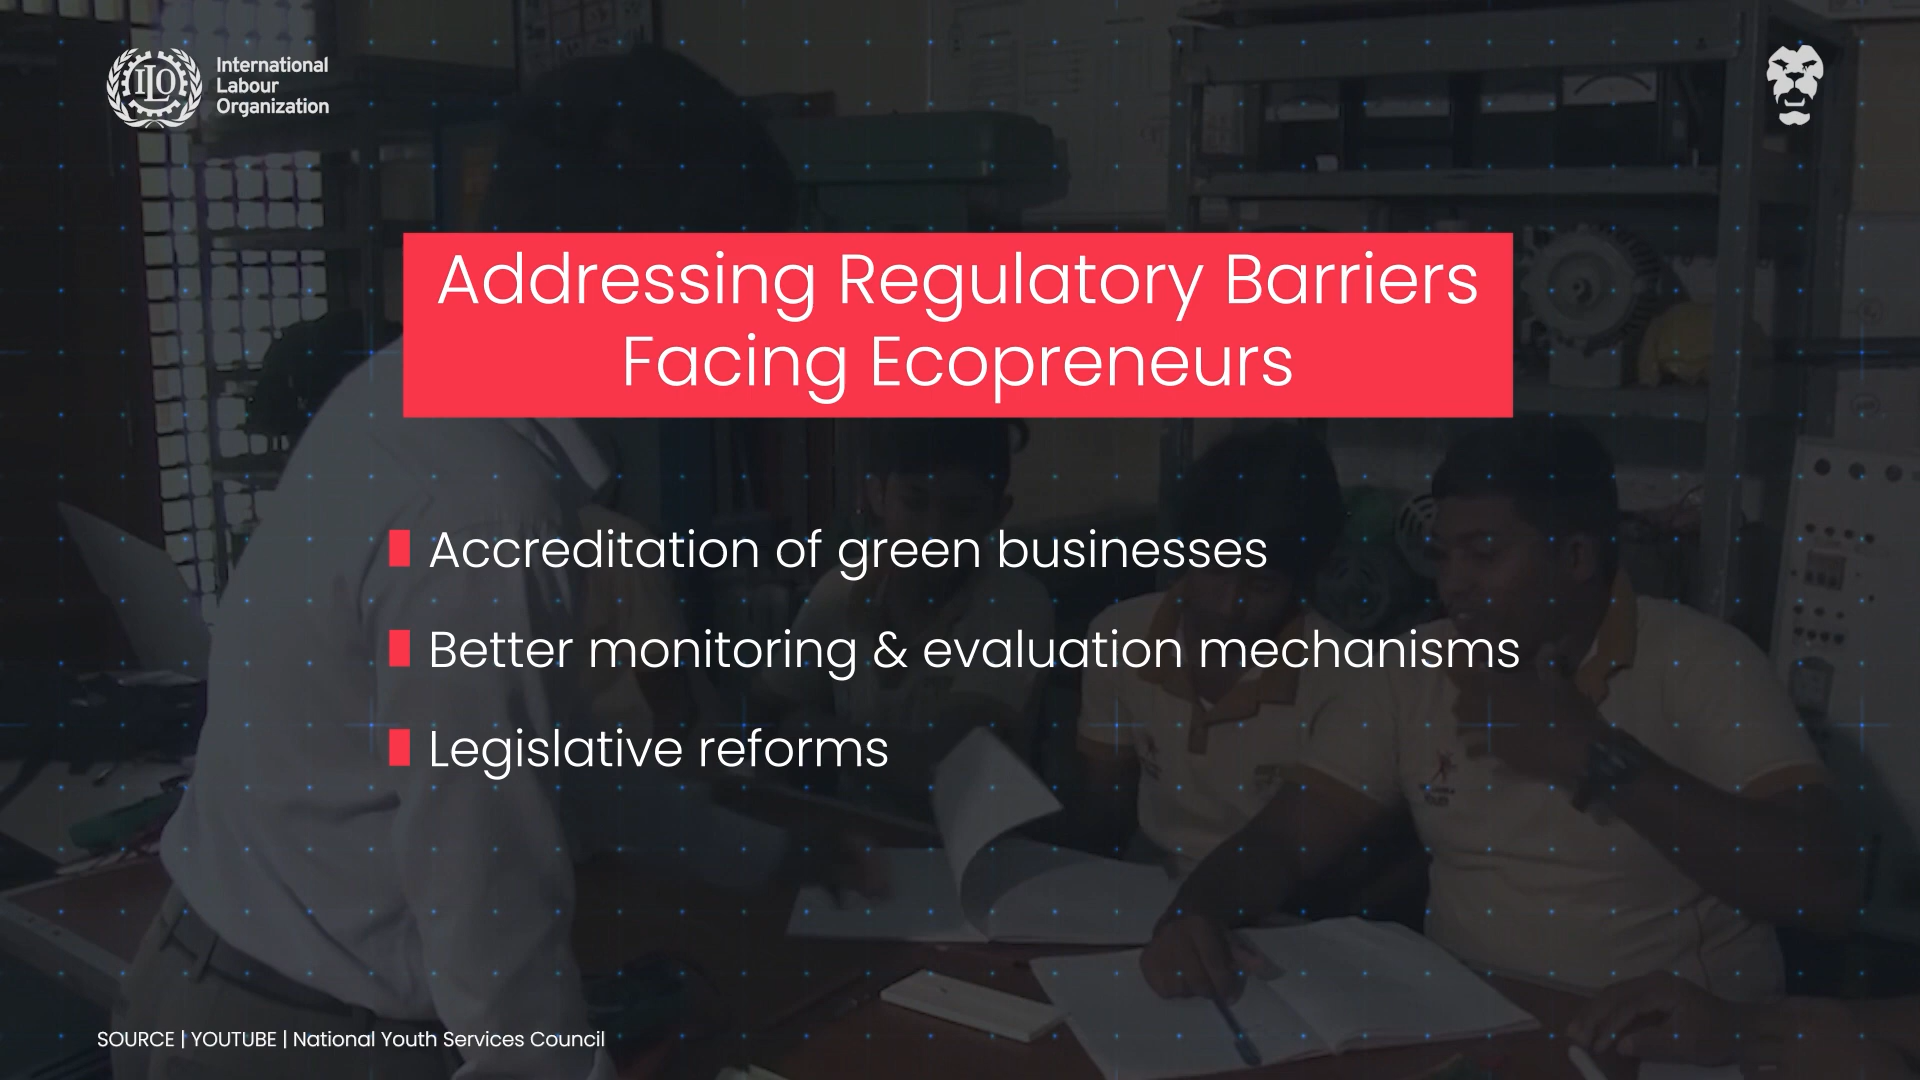 ILO
International
Labour
Organization
Addressing Regulatory Barriers
Facing Ecopreneurs
Accreditation of green businesses
Better monitoring & evaluation mechanisms
Legislative reforms
SOURCE | YOUTUBE | National Youth Services Council